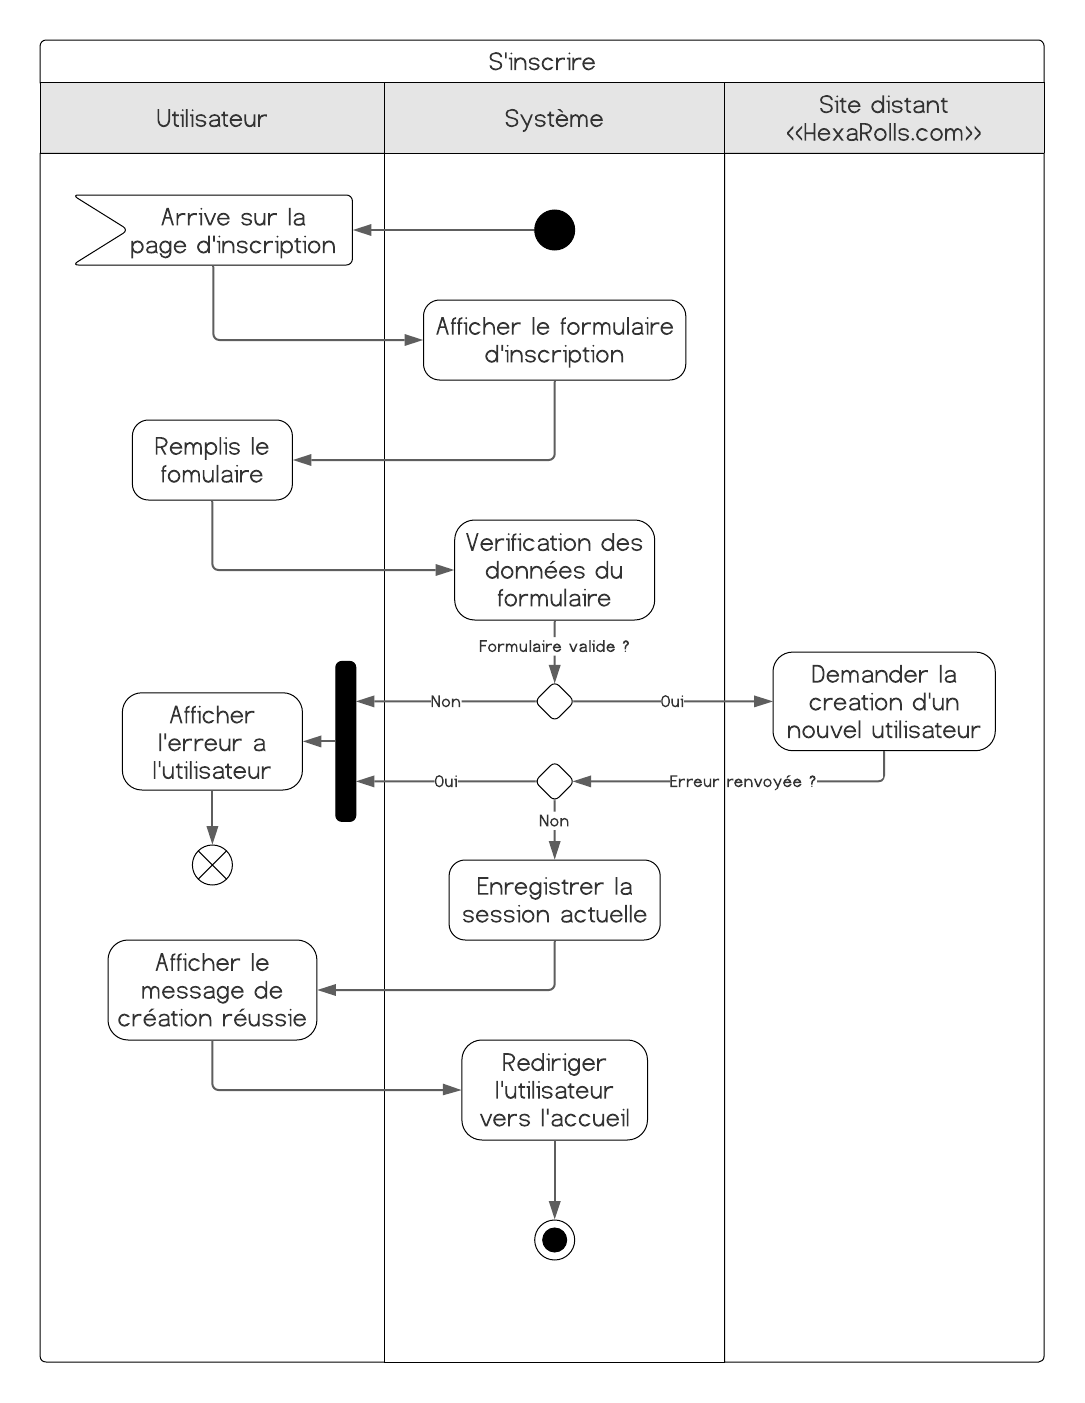 S'inscrire
Utilisateur
Système
Site distant
<<HexaRolls.com>>
Arrive sur la
page d'inscription
Afficher le formulaire
d'inscription
Remplis le
fomulaire
Verification des
données du
formulaire
Formulaire valide ?
Non
Oui
Demander la
creation d'un
nouvel utilisateur
Afficher
l'erreur a
l'utilisateur
Oui
Erreur renvoyée ?
Non
Enregistrer la
session actuelle
Afficher le
message de
création réussie
Rediriger
l'utilisateur
vers l'accueil